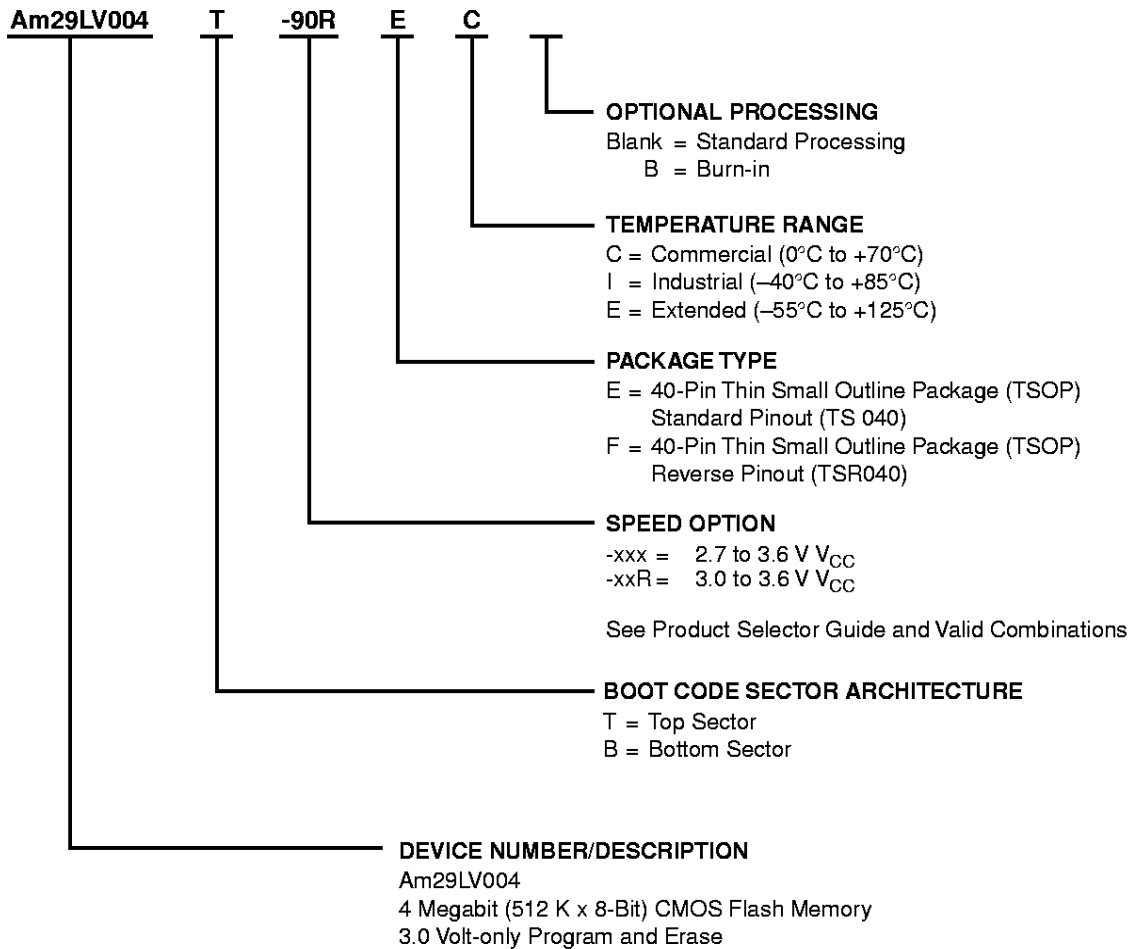 Am29LV004 T -90R E C
OPTIONAL PROCESSING
Blank = Standard Processing
B = Burn-in
TEMPERATURE RANGE
C = Commercial (0°C to +70°C)
I = Industrial (–40°C to +85°C)
E = Extended (–55°C to +125°C)
PACKAGE TYPE
E = 40-Pin Thin Small Outline Package (TSOP)
Standard Pinout (TS 040)
F = 40-Pin Thin Small Outline Package (TSOP)
Reverse Pinout (TSR040)
SPEED OPTION
-xxx = 2.7 to 3.6 V VCC
-xxR = 3.0 to 3.6 V VCC
See Product Selector Guide and Valid Combinations
BOOT CODE SECTOR ARCHITECTURE
T = Top Sector
B = Bottom Sector
DEVICE NUMBER/DESCRIPTION
Am29LV004
4 Megabit (512 K x 8-Bit) CMOS Flash Memory
3.0 Volt-only Program and Erase